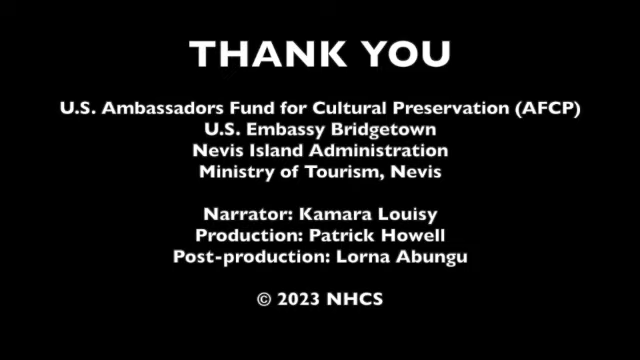 THANK YOU
U.S. Ambassadors Fund for Cultural Preservation (AFCP)
U.S. Embassy Bridgetown
Nevis Island Administration
Ministry of Tourism, Nevis
Narrator: Kamara Louisy
Production: Patrick Howell
Post-production: Lorna Abungu
© 2023 NHCS